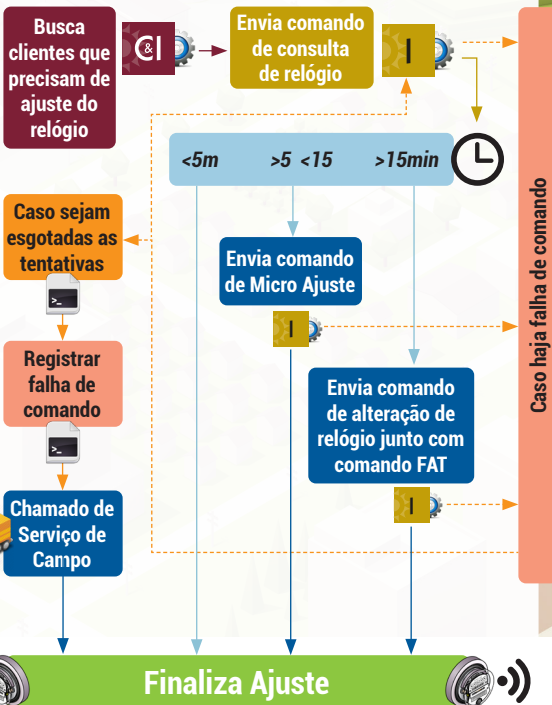 Busca
clientes que
precisam de
ajuste do
relógio
C&I
Envia comando
de consulta
de relógio
I
<5m >5 <15 >15min
Caso sejam
esgotadas as
tentativas
>_
Envia comando
de Micro Ajuste
I
Registrar
falha de
comando
>_
Envia comando
de alteração de
relógio junto com
comando FAT
I
Chamado de
Serviço de
Campo
Caso haja falha de comando
Finaliza Ajuste